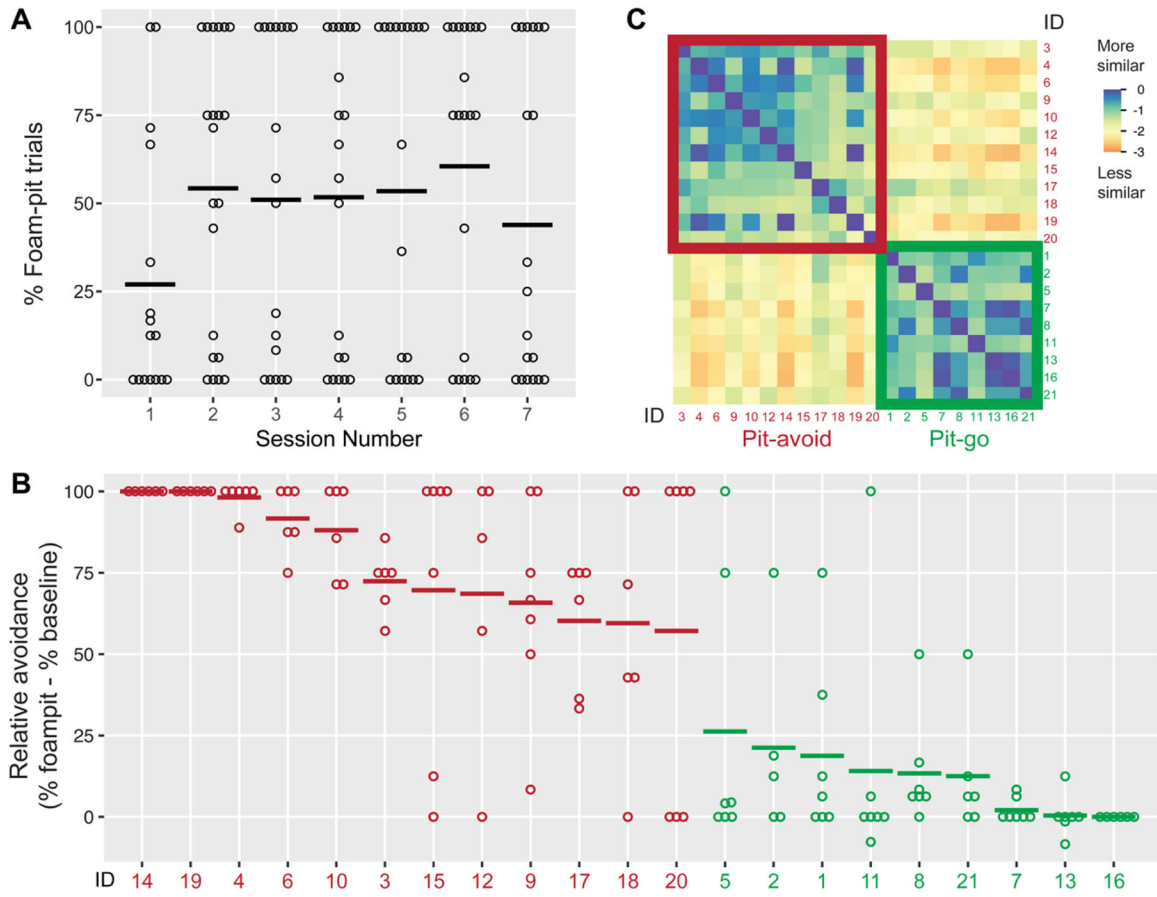 A
% Foam-pit trials
100
75
50
25
0
1 2 3 4 5 6 7
Session Number
C
ID
3
4
6
9
10
12
14
15
17
18
19
20
1
2
5
7
8
11
13
16
21
ID 3 4 6 9 10 12 14 15 17 18 19 20 1 2 5 7 8 11 13 16 21
Pit-avoid Pit-go
More
similar
0
-1
-2
-3
Less
similar
B
Relative avoidance
(% foampit - % baseline)
100
75
50
25
0
ID 14 19 4 6 10 3 15 12 9 17 18 20 5 2 1 11 8 21 7 13 16